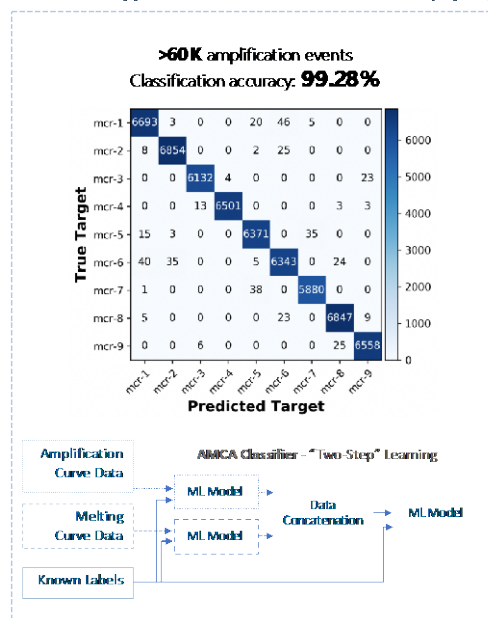 >60K amplification events
Classification accuracy: 99.28%
mcr-1 6693 3 0 0 20 46 5 0 0
mcr-2 8 6854 0 0 2 25 0 0 0
mcr-3 0 0 6132 4 0 0 0 0 23
mcr-4 0 0 13 6501 0 0 0 3 3
mcr-5 15 3 0 0 6371 0 35 0 0
mcr-6 40 35 0 0 5 6343 0 24 0
mcr-7 1 0 0 0 38 0 5880 0 0
mcr-8 5 0 0 0 0 23 0 6847 9
mcr-9 0 0 6 0 0 0 0 25 6558
True Target
mcr-1 mcr-2 mcr-3 mcr-4 mcr-5 mcr-6 mcr-7 mcr-8 mcr-9
Predicted Target
6000
5000
4000
3000
2000
1000
0
AMCA Classifier - "Two-Step" Learning
Amplification
Curve Data
Melting
Curve Data
Known Labels
ML Model
ML Model
Data
Concatenation
ML Model